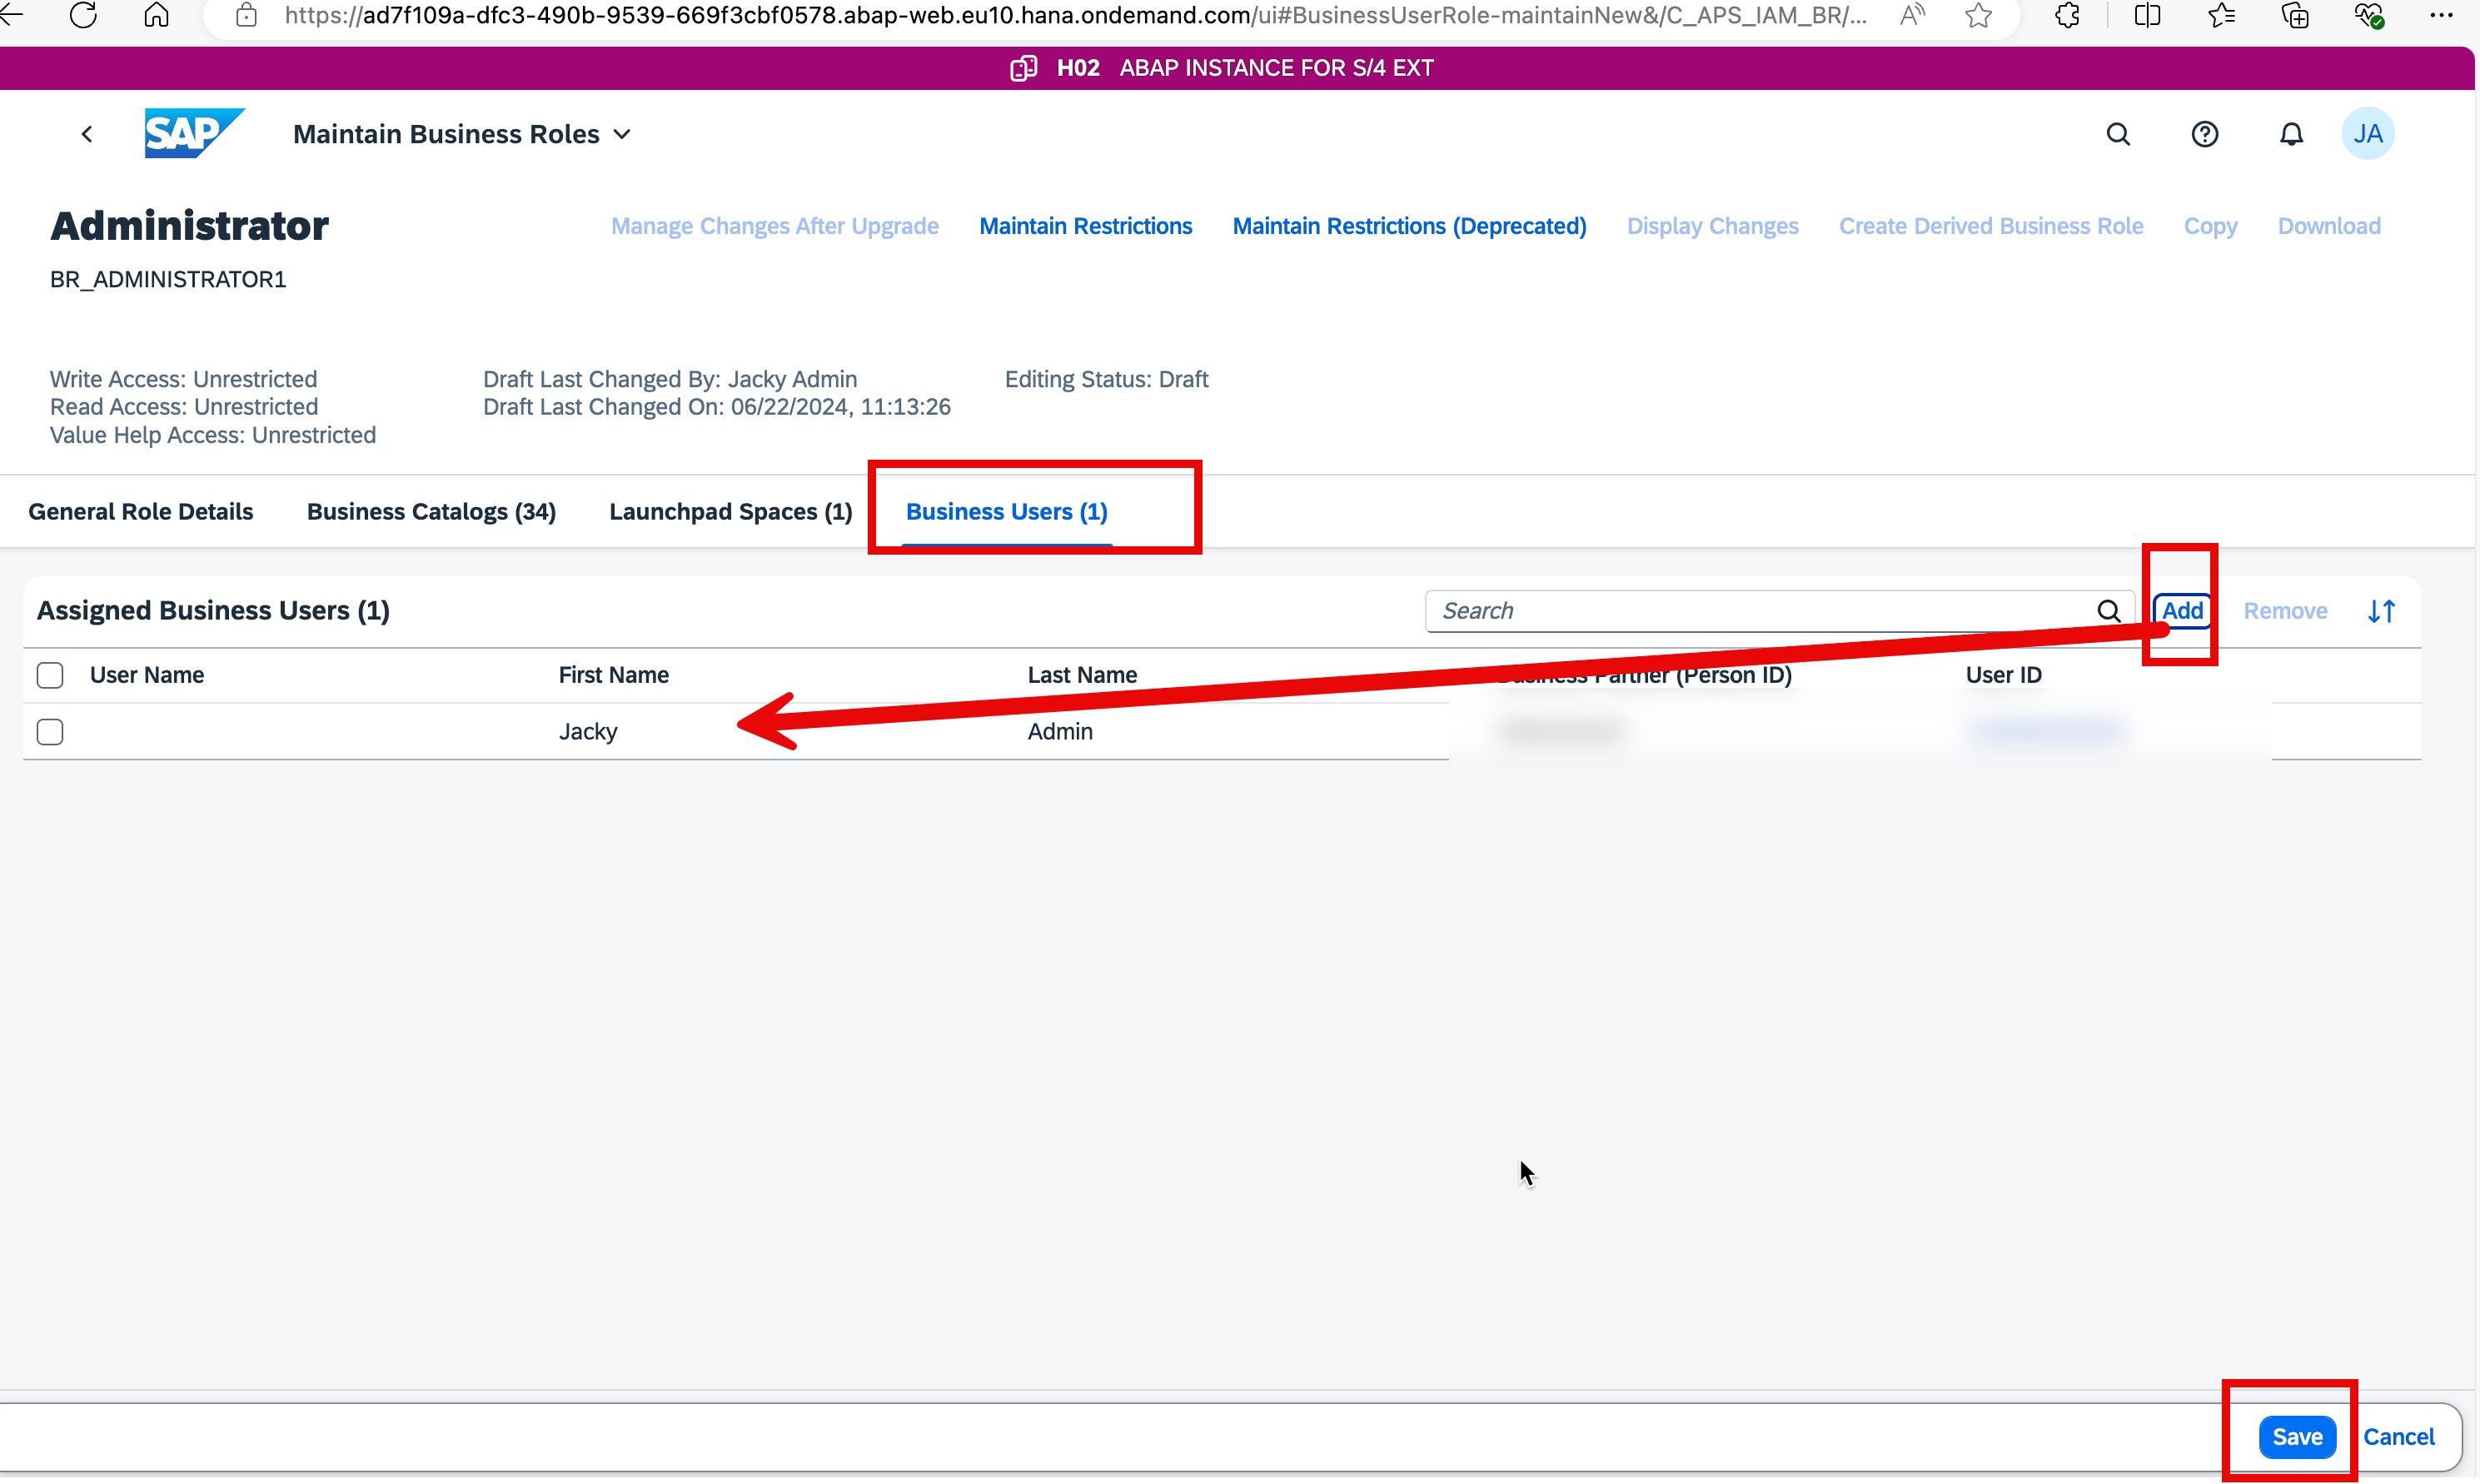 https://ad7f109a-dfc3-490b-9539-669f3cbf0578.abap-web.eu10.hana.ondemand.com/ui#BusinessUserRole-maintainNew&/C_APS_IAM_BR/...
H02 ABAP INSTANCE FOR S/4 EXT
SAP Maintain Business Roles JA
Administrator Manage Changes After Upgrade Maintain Restrictions Maintain Restrictions (Deprecated) Display Changes Create Derived Business Role Copy Download
BR_ADMINISTRATOR1
Write Access: Unrestricted Draft Last Changed By: Jacky Admin Editing Status: Draft
Read Access: Unrestricted Draft Last Changed On: 06/22/2024, 11:13:26
Value Help Access: Unrestricted
General Role Details Business Catalogs (34) Launchpad Spaces (1) Business Users (1)
Assigned Business Users (1) Search Add Remove
User Name First Name Last Name Business Partner (Person ID) User ID
Jacky Admin
Save Cancel